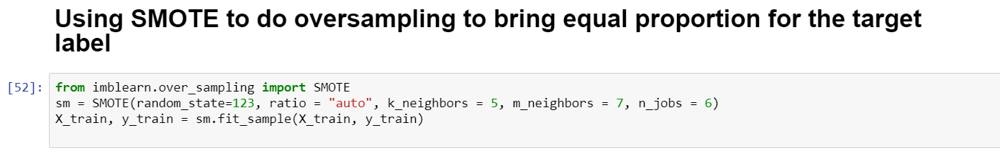 Using SMOTE to do oversampling to bring equal proportion for the target
label
[52]: from imblearn.over_sampling import SMOTE
sm = SMOTE(random_state=123, ratio = "auto", k_neighbors = 5, m_neighbors = 7, n_jobs = 6)
X_train, y_train = sm.fit_sample(X_train, y_train)